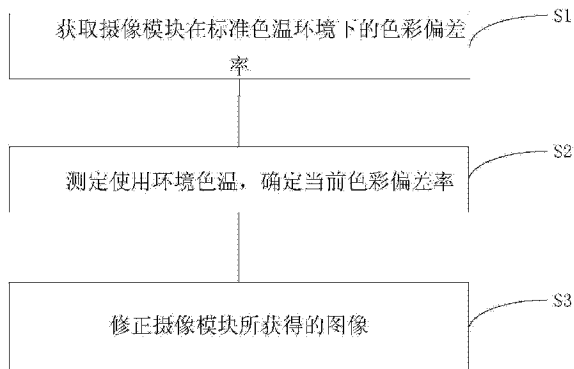 获取摄像模块在标准色温环境下的色彩偏差
率
S1
测定使用环境色温，确定当前色彩偏差率
S2
修正摄像模块所获得的图像
S3